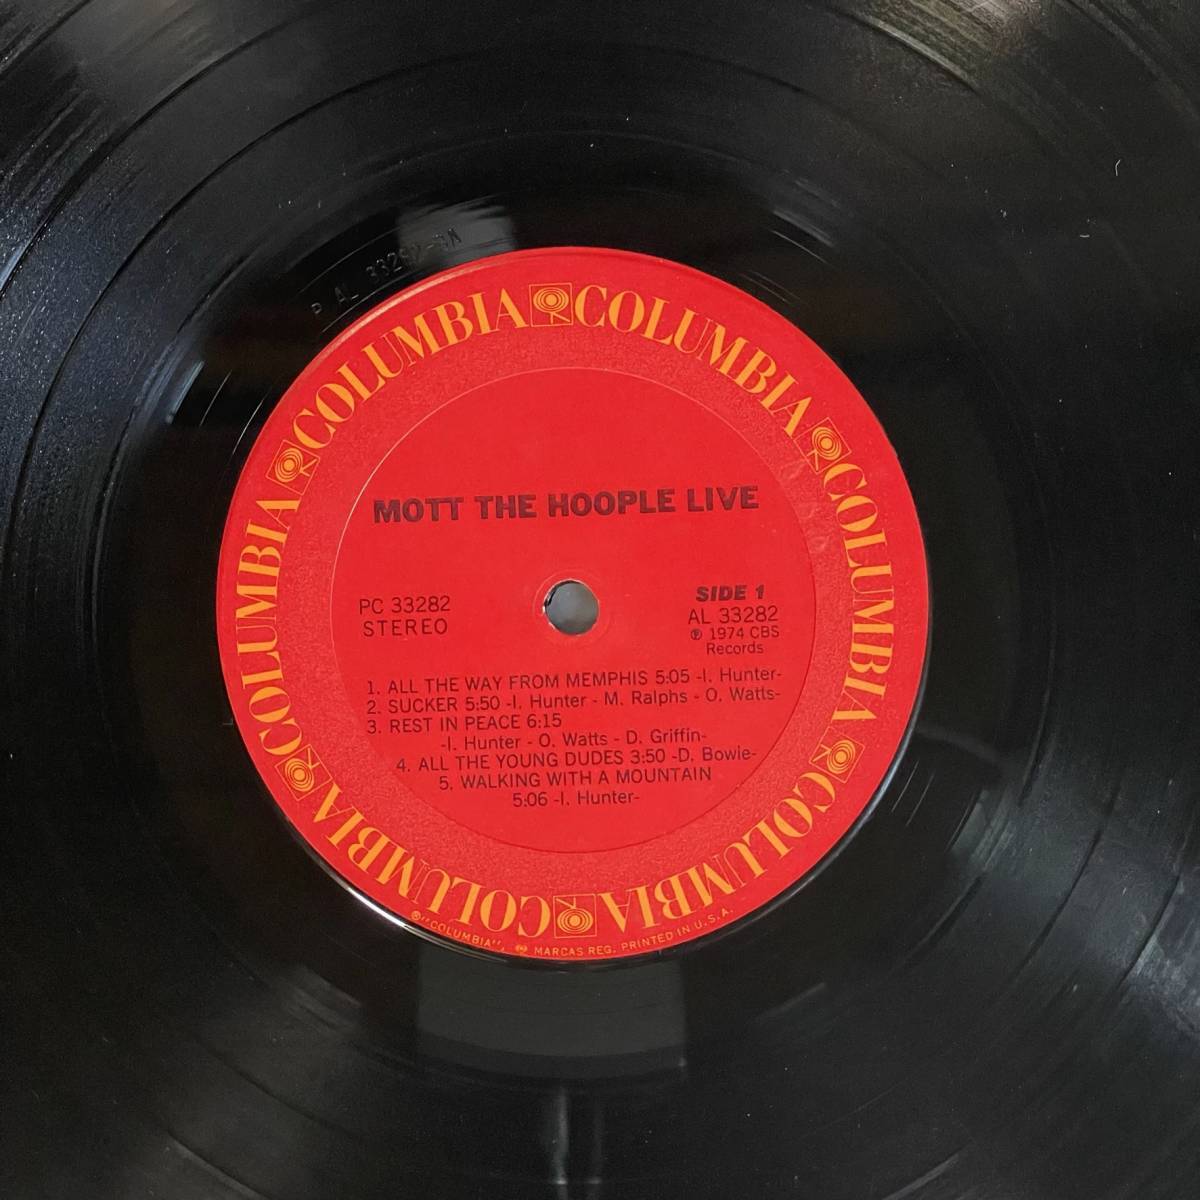 COLUMBIA COLUMBIA COLUMBIA COLUMBIA COLUMBIA COLUMBIA COLUMBIA COLUMBIA
MOTT THE HOOPLE LIVE
PC 33282
STEREO
SIDE 1
AL 33282
℗ 1974 CBS
Records
1. ALL THE WAY FROM MEMPHIS 5:05 -I. Hunter-
2. SUCKER 5:50 -I. Hunter - M. Ralphs - O. Watts-
3. REST IN PEACE 6:15
-I. Hunter - O. Watts - D. Griffin-
4. ALL THE YOUNG DUDES 3:50 -D. Bowie-
5. WALKING WITH A MOUNTAIN
5:06 -I. Hunter-
®"COLUMBIA", MARCAS REG. PRINTED IN U.S.A.